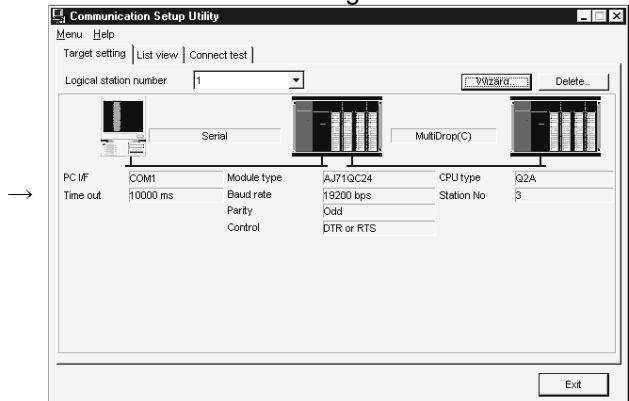 Communication Setup Utility
Menu Help
Target setting List view Connect test
Logical station number 1 Wizard.. Delete..
Serial MultiDrop(C)
PC I/F COM1 Module type AJ71QC24 CPU type Q2A
→ Time out 10000 ms Baud rate 19200 bps Station No 3
Parity Odd
Control DTR or RTS
Exit